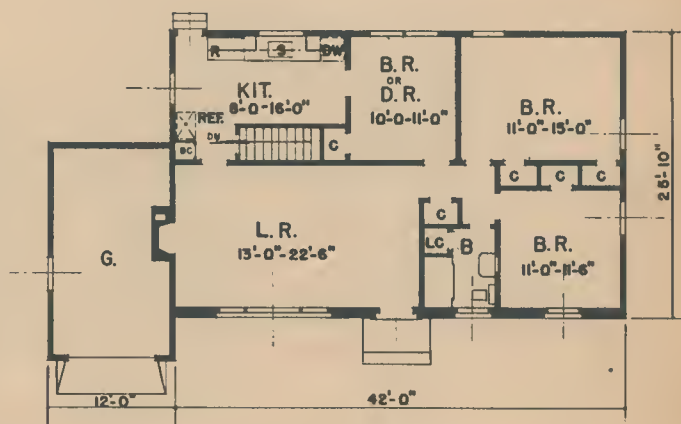 R S DW
KIT.
8'-0-16'-0"
REF.
DN
BC
C
B.R.
OR
D.R.
10'-0-11'-0"
B.R.
11'-0"-15'-0"
C C C
25'-10"
G.
L.R.
13'-0"-22'-6"
C
LC B
B.R.
11'-0"-11'-6"
12'-0"
42'-0"